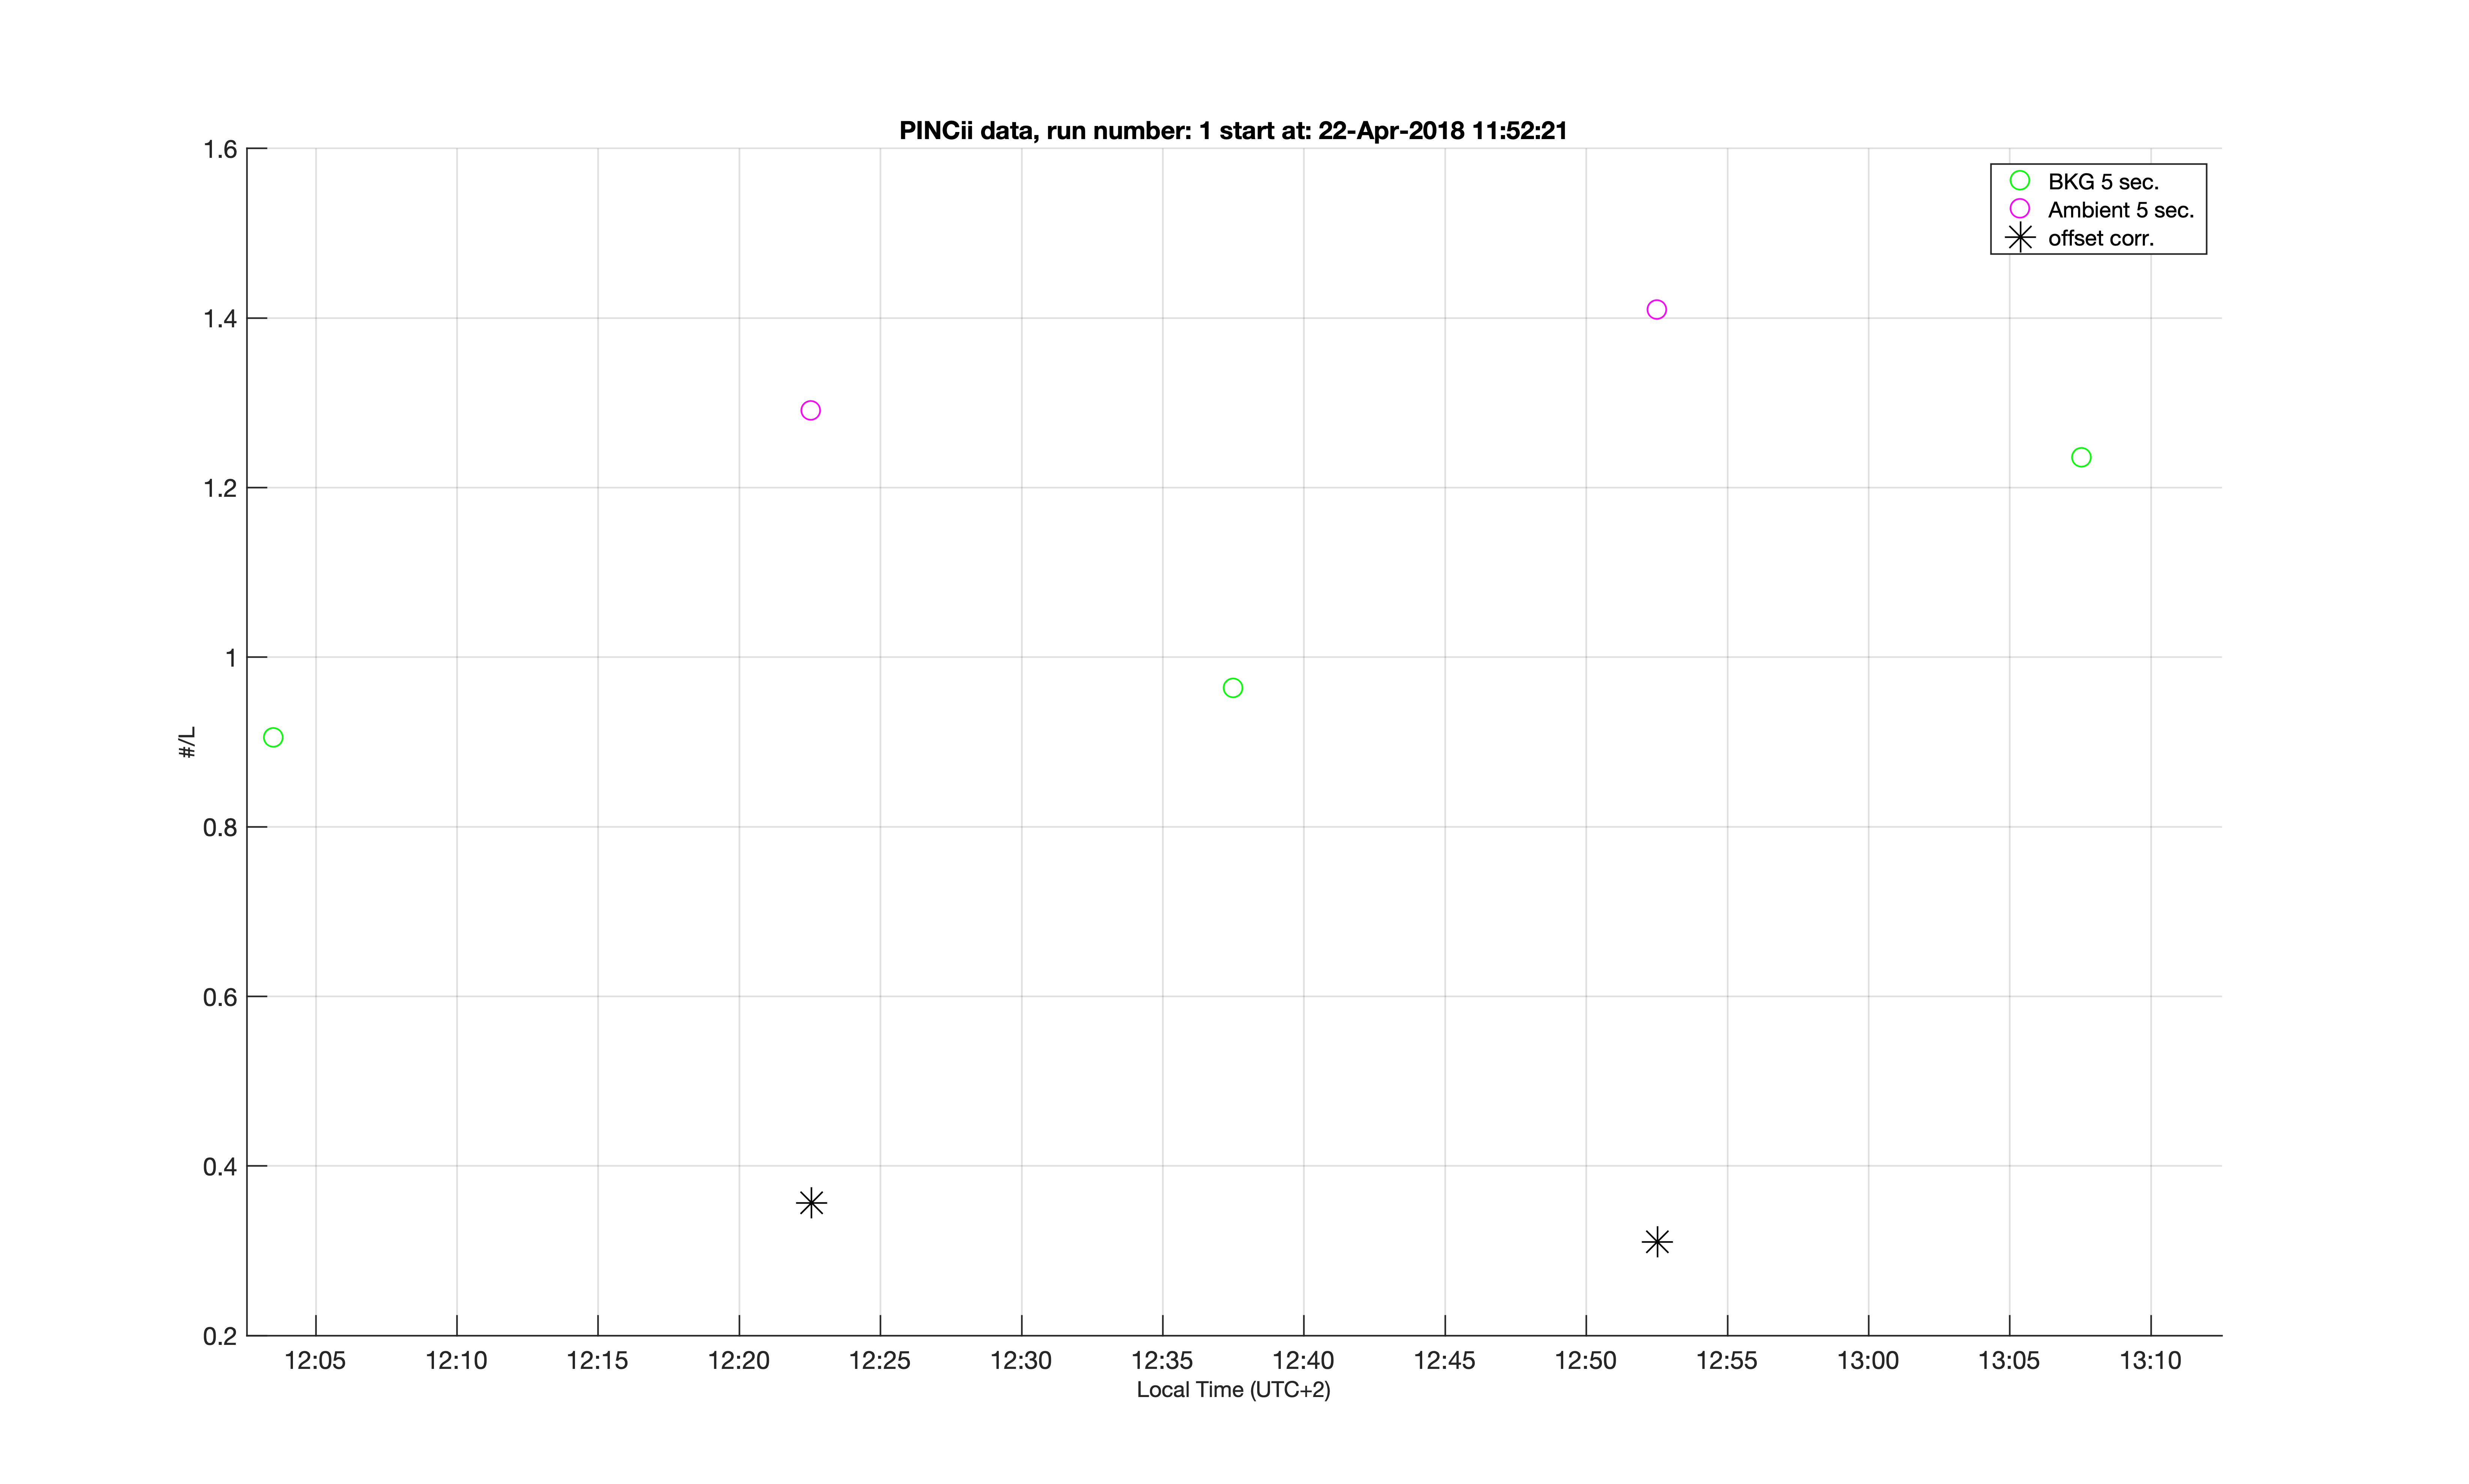 PINCii data, run number: 1 start at: 22-Apr-2018 11:52:21
BKG 5 sec.
Ambient 5 sec.
offset corr.
#/L
1.6
1.4
1.2
1
0.8
0.6
0.4
0.2
12:05 12:10 12:15 12:20 12:25 12:30 12:35 12:40 12:45 12:50 12:55 13:00 13:05 13:10
Local Time (UTC+2)